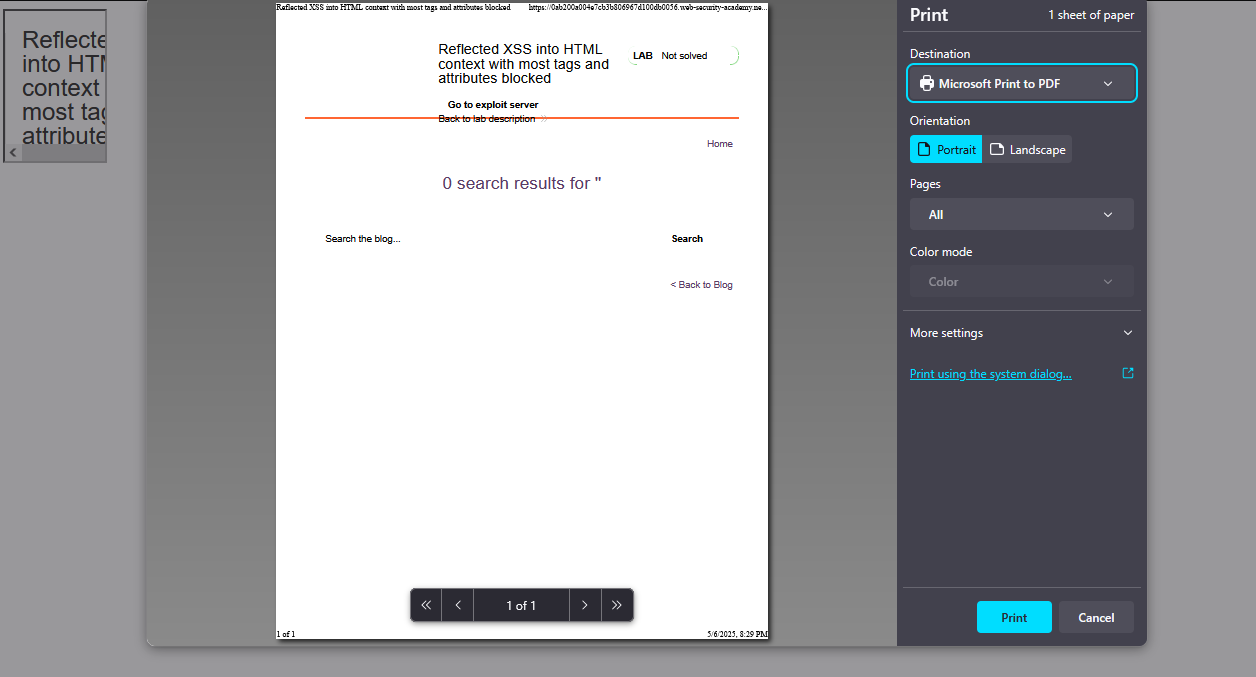 Reflecte
into HTM
context
most tag
attribute
Reflected XSS into HTML context with most tags and attributes blocked
https://0ab200a004e7cb3b806967d100db0056.web-security-academy.ne...
Reflected XSS into HTML
context with most tags and
attributes blocked
LAB Not solved
Go to exploit server
Back to lab description
Home
0 search results for ''
Search the blog...
Search
< Back to Blog
1 of 1
1 of 1
5/6/2025, 8:29 PM
Print
1 sheet of paper
Destination
Microsoft Print to PDF
Orientation
Portrait
Landscape
Pages
All
Color mode
Color
More settings
Print using the system dialog...
Print
Cancel